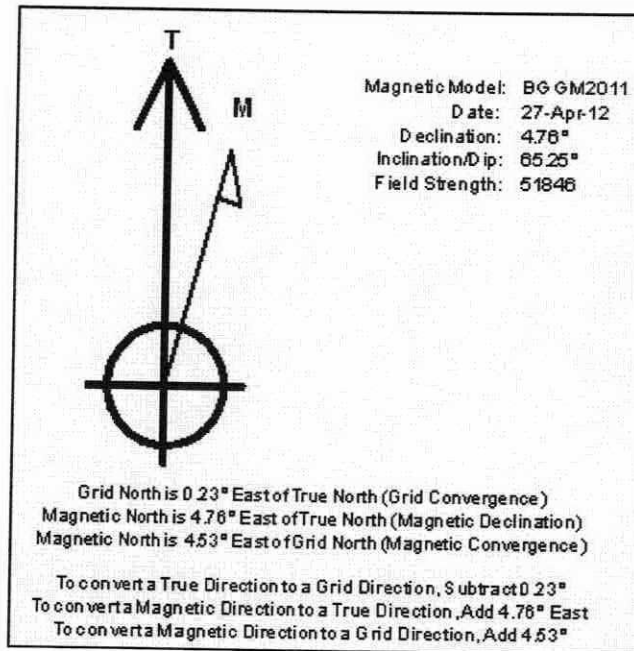 T
M
Magnetic Model: BGGM2011
Date: 27-Apr-12
Declination: 4.76°
Inclination/Dip: 65.25°
Field Strength: 51846
Grid North is 0.23° East of True North (Grid Convergence)
Magnetic North is 4.76° East of True North (Magnetic Declination)
Magnetic North is 4.53° East of Grid North (Magnetic Convergence)
To convert a True Direction to a Grid Direction, Subtract 0.23°
To convert a Magnetic Direction to a True Direction, Add 4.76° East
To convert a Magnetic Direction to a Grid Direction, Add 4.53°